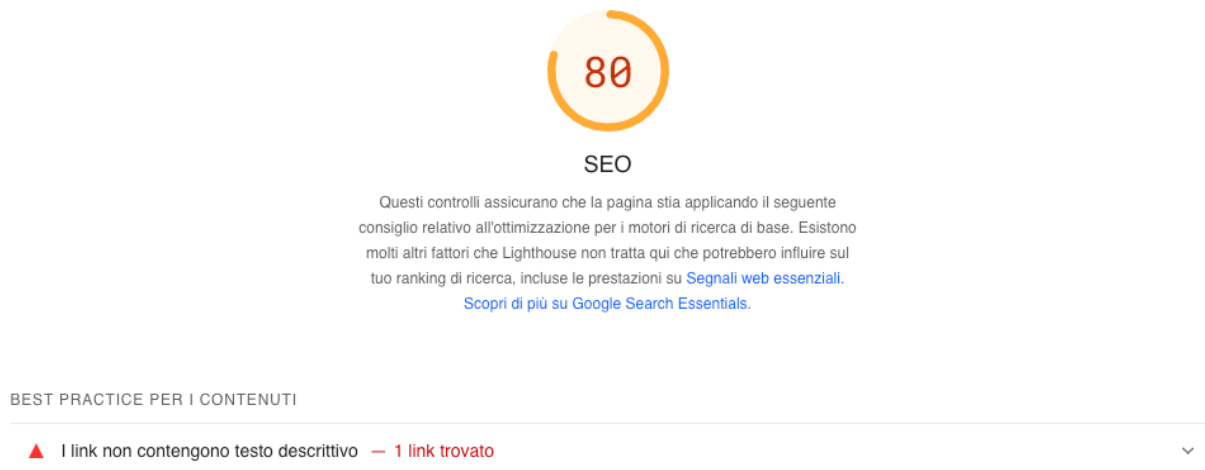 80
SEO
Questi controlli assicurano che la pagina stia applicando il seguente
consiglio relativo all'ottimizzazione per i motori di ricerca di base. Esistono
molti altri fattori che Lighthouse non tratta qui che potrebbero influire sul
tuo ranking di ricerca, incluse le prestazioni su Segnali web essenziali.
Scopri di più su Google Search Essentials.
BEST PRACTICE PER I CONTENUTI
I link non contengono testo descrittivo — 1 link trovato